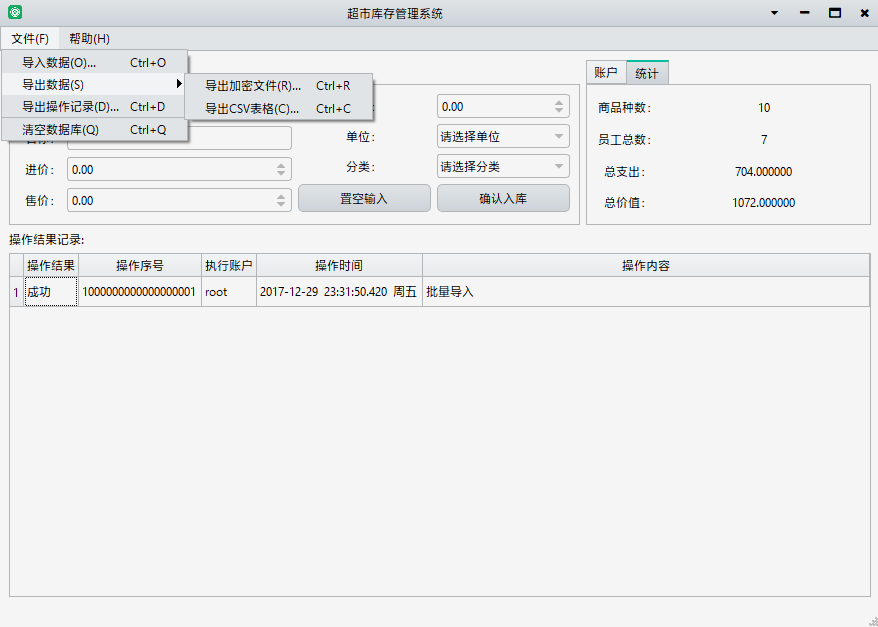 超市库存管理系统
文件(F) 帮助(H)
导入数据(O)... Ctrl+O
导出数据(S)
导出操作记录(D)... Ctrl+D
清空数据库(Q) Ctrl+Q
导出加密文件(R)... Ctrl+R
导出CSV表格(C)... Ctrl+C
0.00
单位: 请选择单位
进价: 0.00
分类: 请选择分类
售价: 0.00
置空输入 确认入库
账户 统计
商品种数: 10
员工总数: 7
总支出: 704.000000
总价值: 1072.000000
操作结果记录:
操作结果 操作序号 执行账户 操作时间 操作内容
1 成功 1000000000000000001 root 2017-12-29 23:31:50.420 周五 批量导入